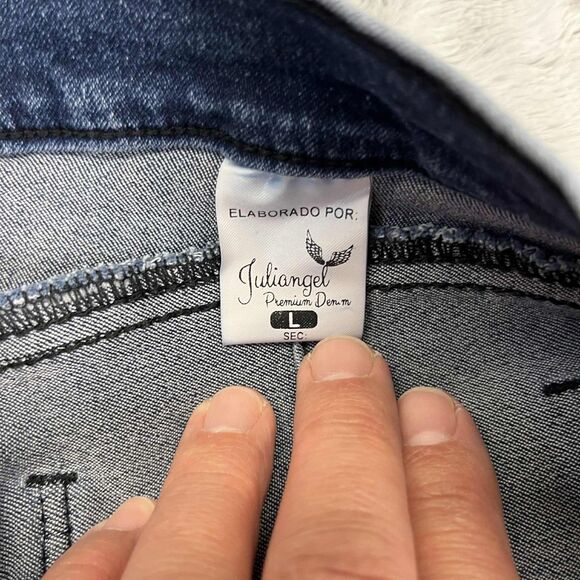 ELABORADO POR:
Juliangel
Premium Denim
L
SEC: